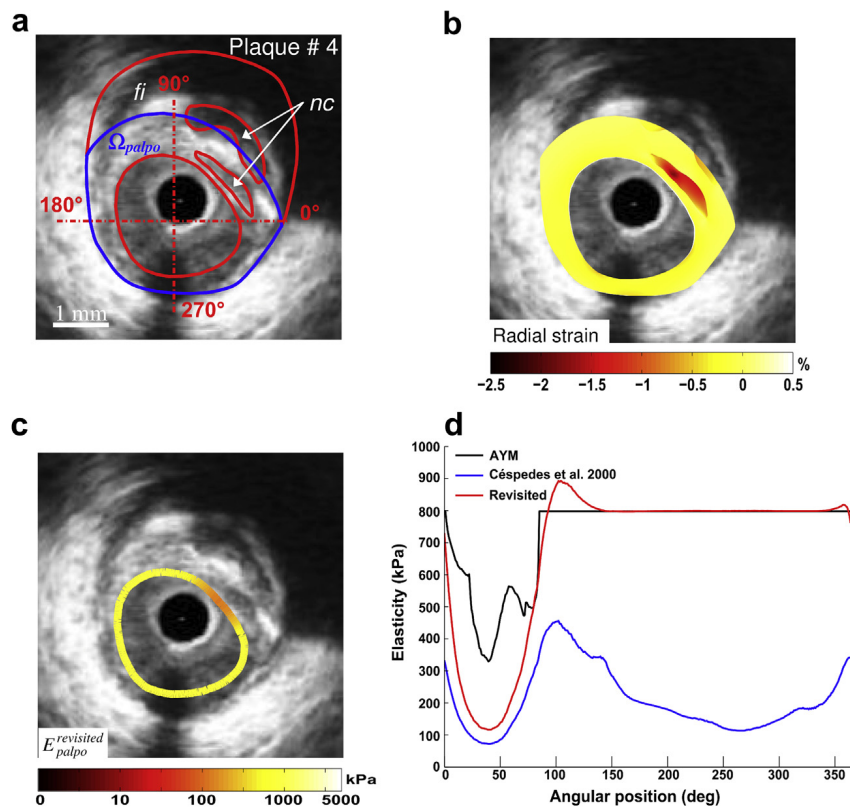 a
Plaque # 4
fi
90°
nc
Ωpalpo
180°
0°
270°
1 mm
b
Radial strain
%
−2.5 −2 −1.5 −1 −0.5 0 0.5
c
E revisited palpo
kPa
0 10 100 1000 5000
d
1000
900
800
700
600
500
400
300
200
100
0
AYM
Céspedes et al. 2000
Revisited
Elasticity (kPa)
0 50 100 150 200 250 300 350
Angular position (deg)